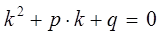 k² + p · k + q = 0